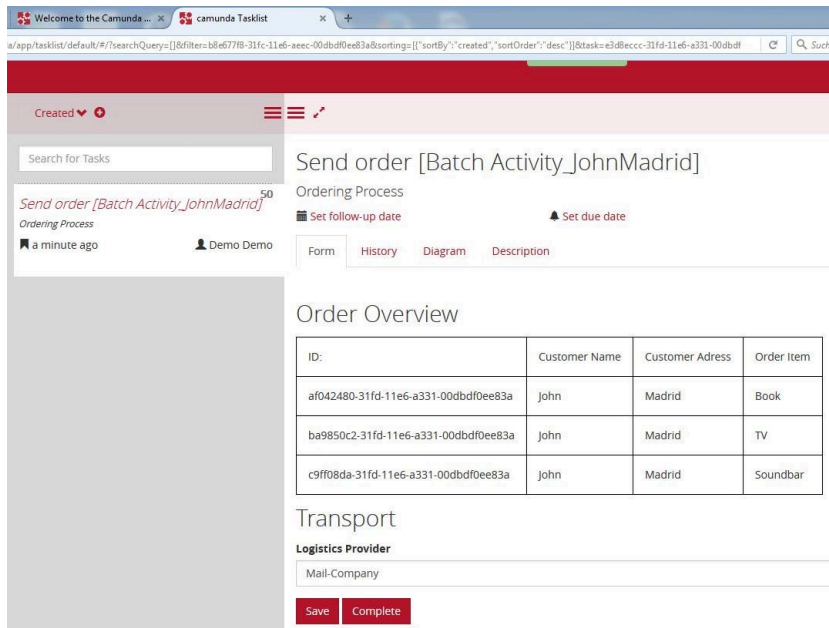 Welcome to the Camunda ... ×
camunda Tasklist × +
a/app/tasklist/default/#/?searchQuery=[]&filter=b8e677f8-31fc-11e6-aeec-00dbdf0ee83a&sorting=[{"sortBy":"created","sortOrder":"desc"}]&task=e3d8eccc-31fd-11e6-a331-00dbdf
Such
Created
Search for Tasks
50
Send order [Batch Activity_JohnMadrid]
Ordering Process
a minute ago Demo Demo
Send order [Batch Activity_JohnMadrid]
Ordering Process
Set follow-up date Set due date
Form History Diagram Description
Order Overview
ID: Customer Name Customer Adress Order Item
af042480-31fd-11e6-a331-00dbdf0ee83a John Madrid Book
ba9850c2-31fd-11e6-a331-00dbdf0ee83a John Madrid TV
c9ff08da-31fd-11e6-a331-00dbdf0ee83a John Madrid Soundbar
Transport
Logistics Provider
Mail-Company
Save Complete